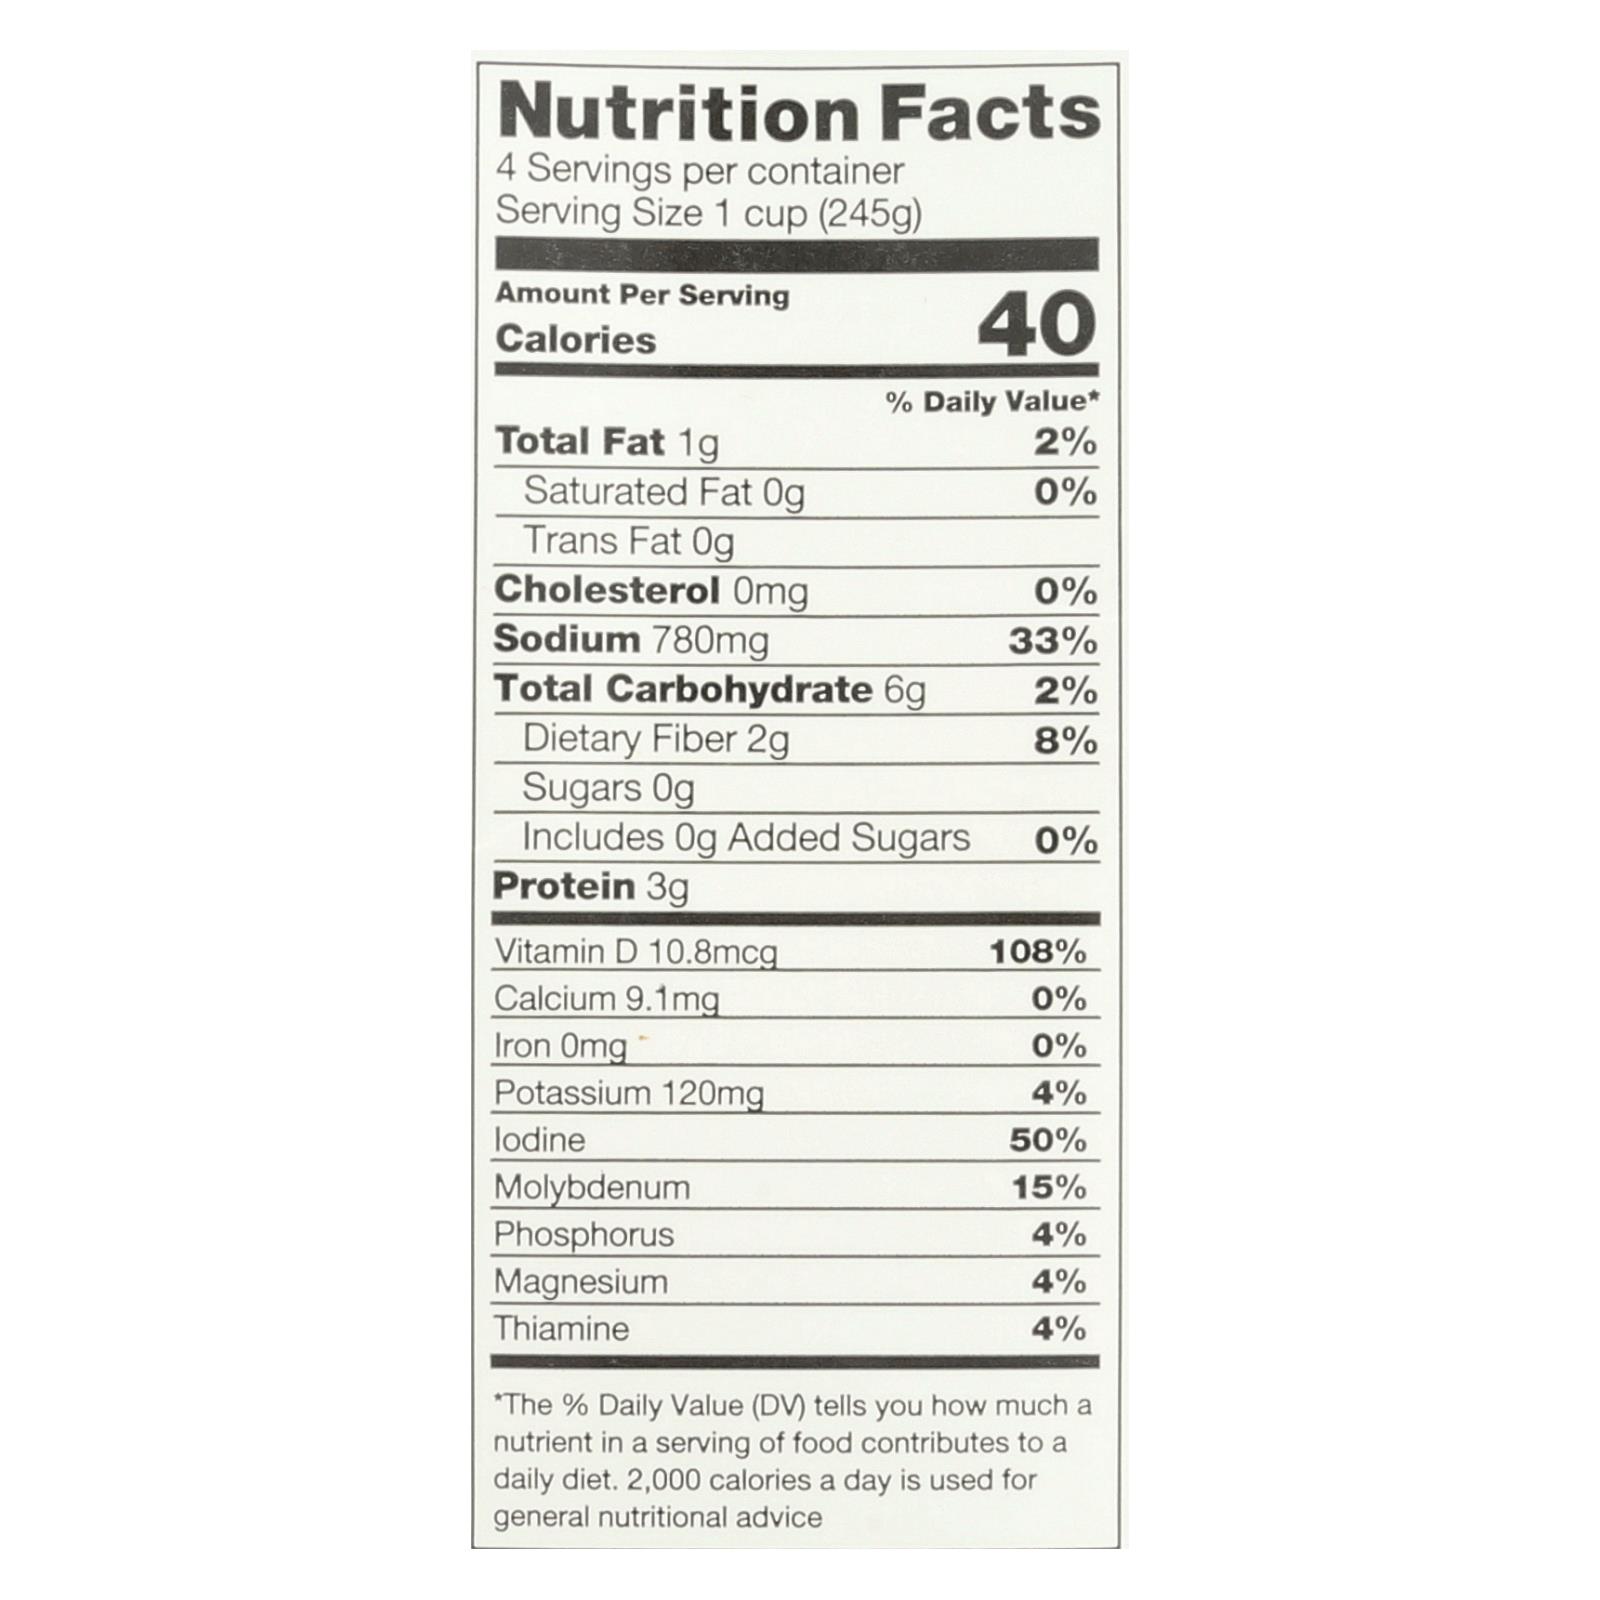 Nutrition Facts
4 Servings per container
Serving Size 1 cup (245g)
Amount Per Serving
Calories 40
% Daily Value*
Total Fat 1g 2%
Saturated Fat 0g 0%
Trans Fat 0g
Cholesterol 0mg 0%
Sodium 780mg 33%
Total Carbohydrate 6g 2%
Dietary Fiber 2g 8%
Sugars 0g
Includes 0g Added Sugars 0%
Protein 3g
Vitamin D 10.8mcg 108%
Calcium 9.1mg 0%
Iron 0mg 0%
Potassium 120mg 4%
Iodine 50%
Molybdenum 15%
Phosphorus 4%
Magnesium 4%
Thiamine 4%
*The % Daily Value (DV) tells you how much a
nutrient in a serving of food contributes to a
daily diet. 2,000 calories a day is used for
general nutritional advice